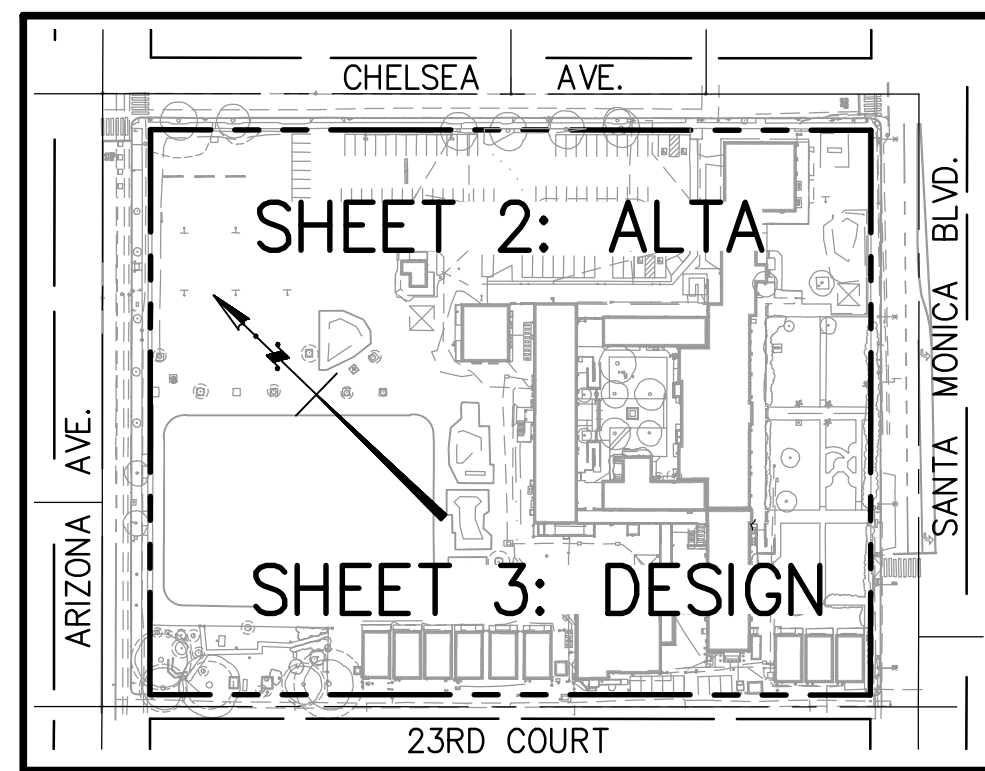 CHELSEA AVE.
SHEET 2: ALTA
SANTA MONICA BLVD.
N
ARIZONA AVE.
SHEET 3: DESIGN
23RD COURT